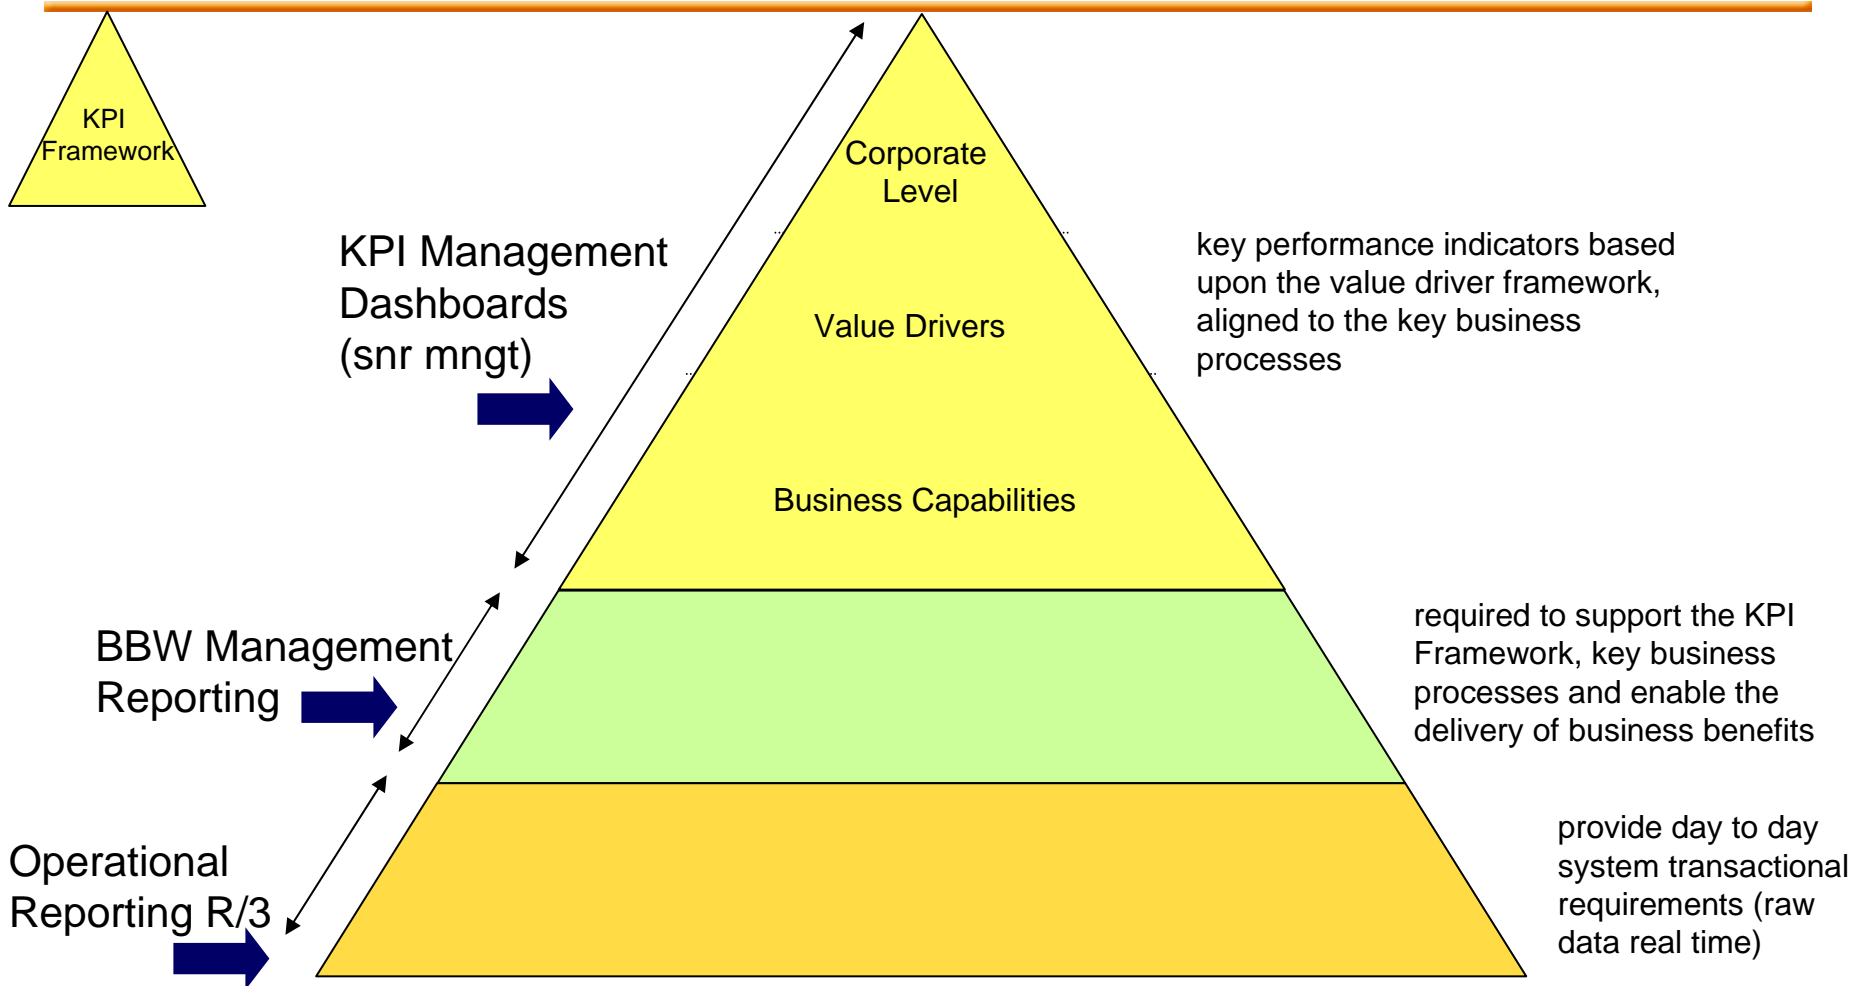 KPI
Framework
Corporate
Level
KPI Management
Dashboards
(snr mngt)
key performance indicators based
upon the value driver framework,
aligned to the key business
processes
Value Drivers
Business Capabilities
BBW Management
Reporting
required to support the KPI
Framework, key business
processes and enable the
delivery of business benefits
Operational
Reporting R/3
provide day to day
system transactional
requirements (raw
data real time)